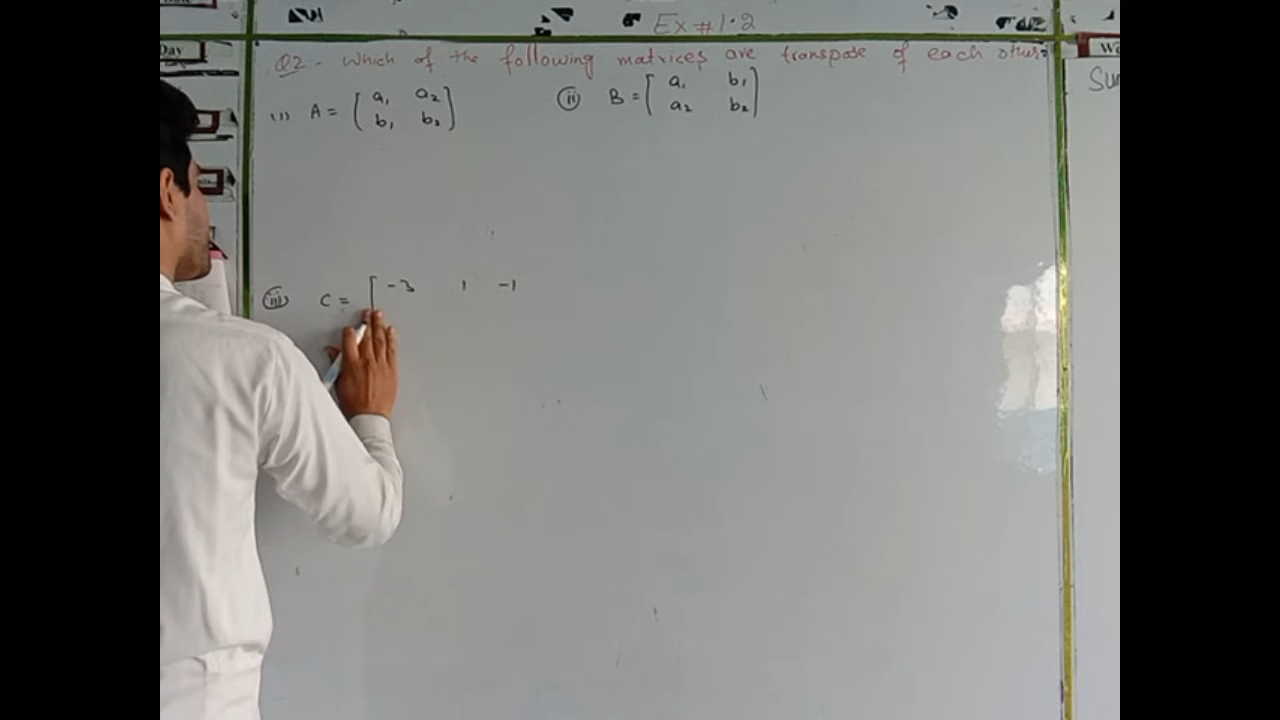 Ex # 1.2
Q2 - Which of the following matrices are transpose of each other:
(i) A = [ a₁ a₂
b₁ b₂ ]
(ii) B = [ a₁ b₁
a₂ b₂ ]
(iii) C = [ -3 1 -1
Day